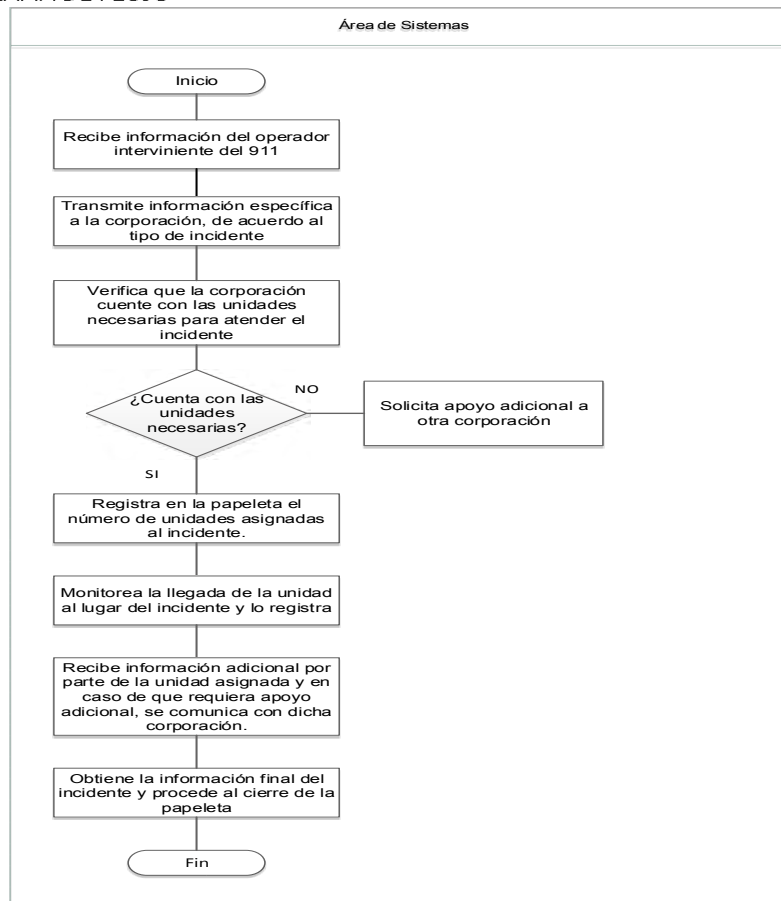 Área de Sistemas
Inicio
Recibe información del operador
interviniente del 911
Transmite información específica
a la corporación, de acuerdo al
tipo de incidente
Verifica que la corporación
cuente con las unidades
necesarias para atender el
incidente
¿Cuenta con las
unidades
necesarias?
NO
Solicita apoyo adicional a
otra corporación
SI
Registra en la papeleta el
número de unidades asignadas
al incidente.
Monitorea la llegada de la unidad
al lugar del incidente y lo registra
Recibe información adicional por
parte de la unidad asignada y en
caso de que requiera apoyo
adicional, se comunica con dicha
corporación.
Obtiene la información final del
incidente y procede al cierre de la
papeleta
Fin